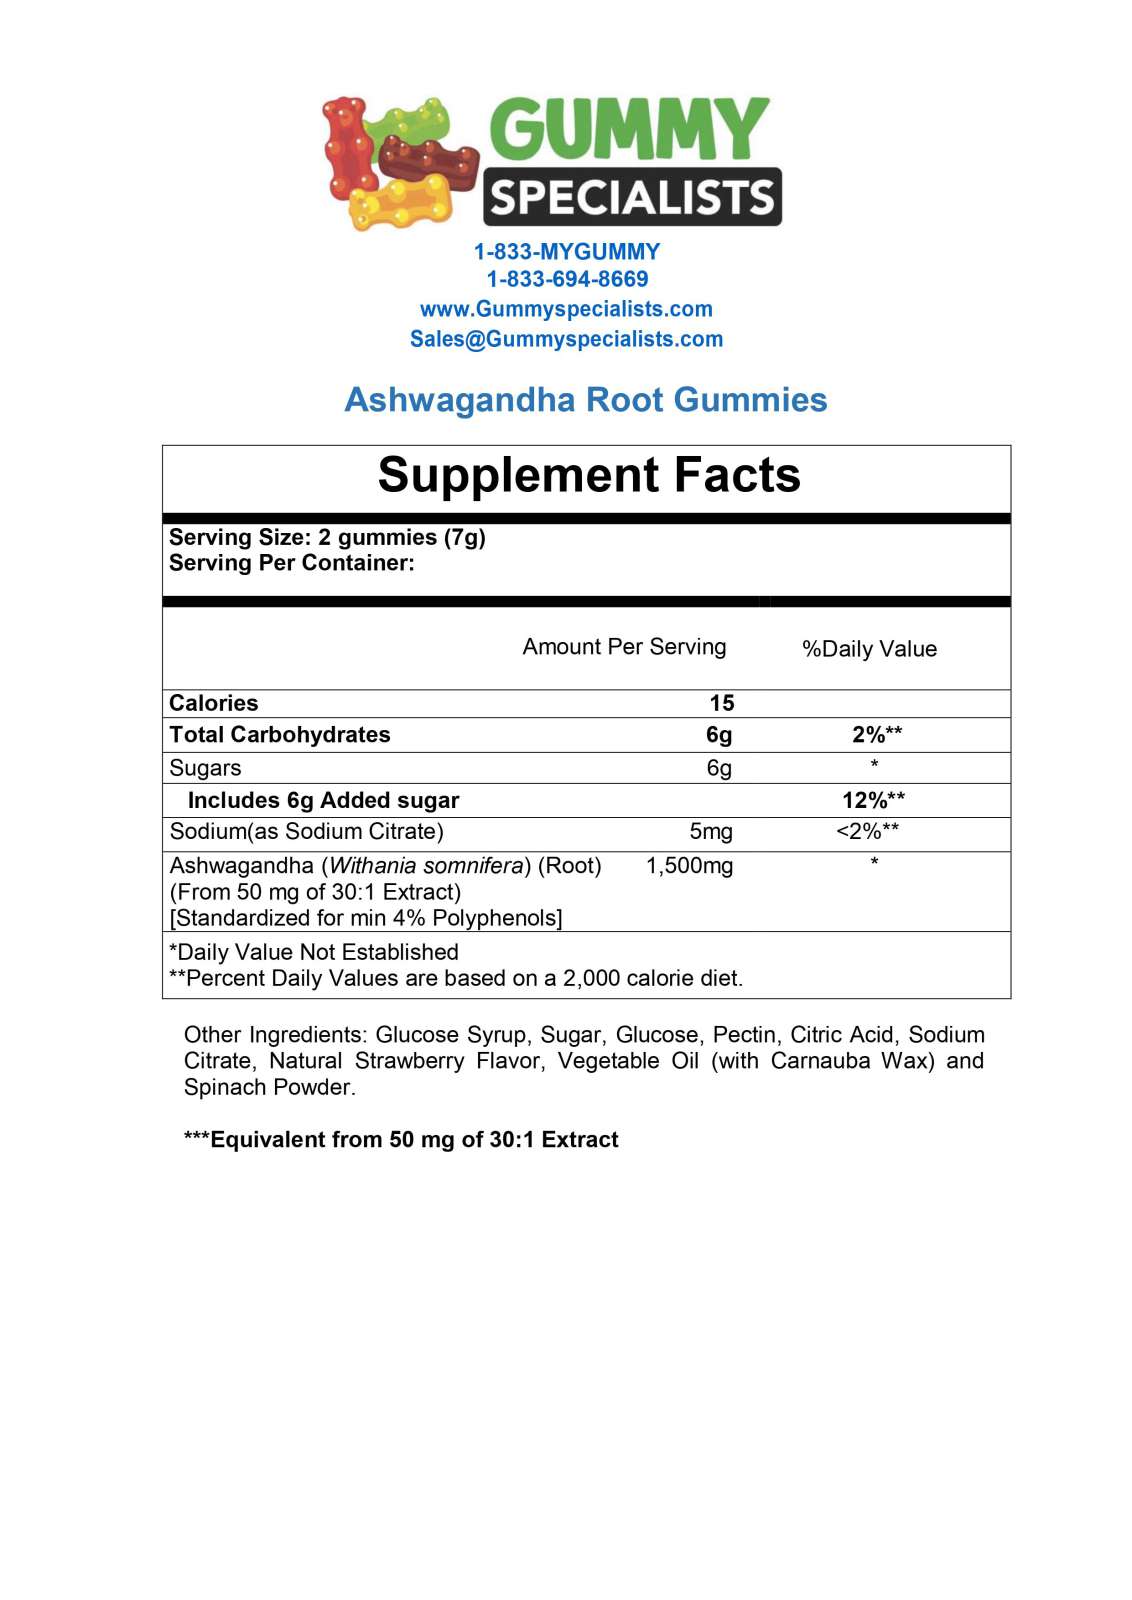 GUMMY
SPECIALISTS
1-833-MYGUMMY
1-833-694-8669
www.Gummyspecialists.com
Sales@Gummyspecialists.com
Ashwagandha Root Gummies
Supplement Facts
Serving Size: 2 gummies (7g)
Serving Per Container:
Amount Per Serving %Daily Value
Calories 15
Total Carbohydrates 6g 2%**
Sugars 6g *
Includes 6g Added sugar 12%**
Sodium(as Sodium Citrate) 5mg <2%**
Ashwagandha (Withania somnifera) (Root) 1,500mg *
(From 50 mg of 30:1 Extract)
[Standardized for min 4% Polyphenols]
*Daily Value Not Established
**Percent Daily Values are based on a 2,000 calorie diet.
Other Ingredients: Glucose Syrup, Sugar, Glucose, Pectin, Citric Acid, Sodium
Citrate, Natural Strawberry Flavor, Vegetable Oil (with Carnauba Wax) and
Spinach Powder.
***Equivalent from 50 mg of 30:1 Extract